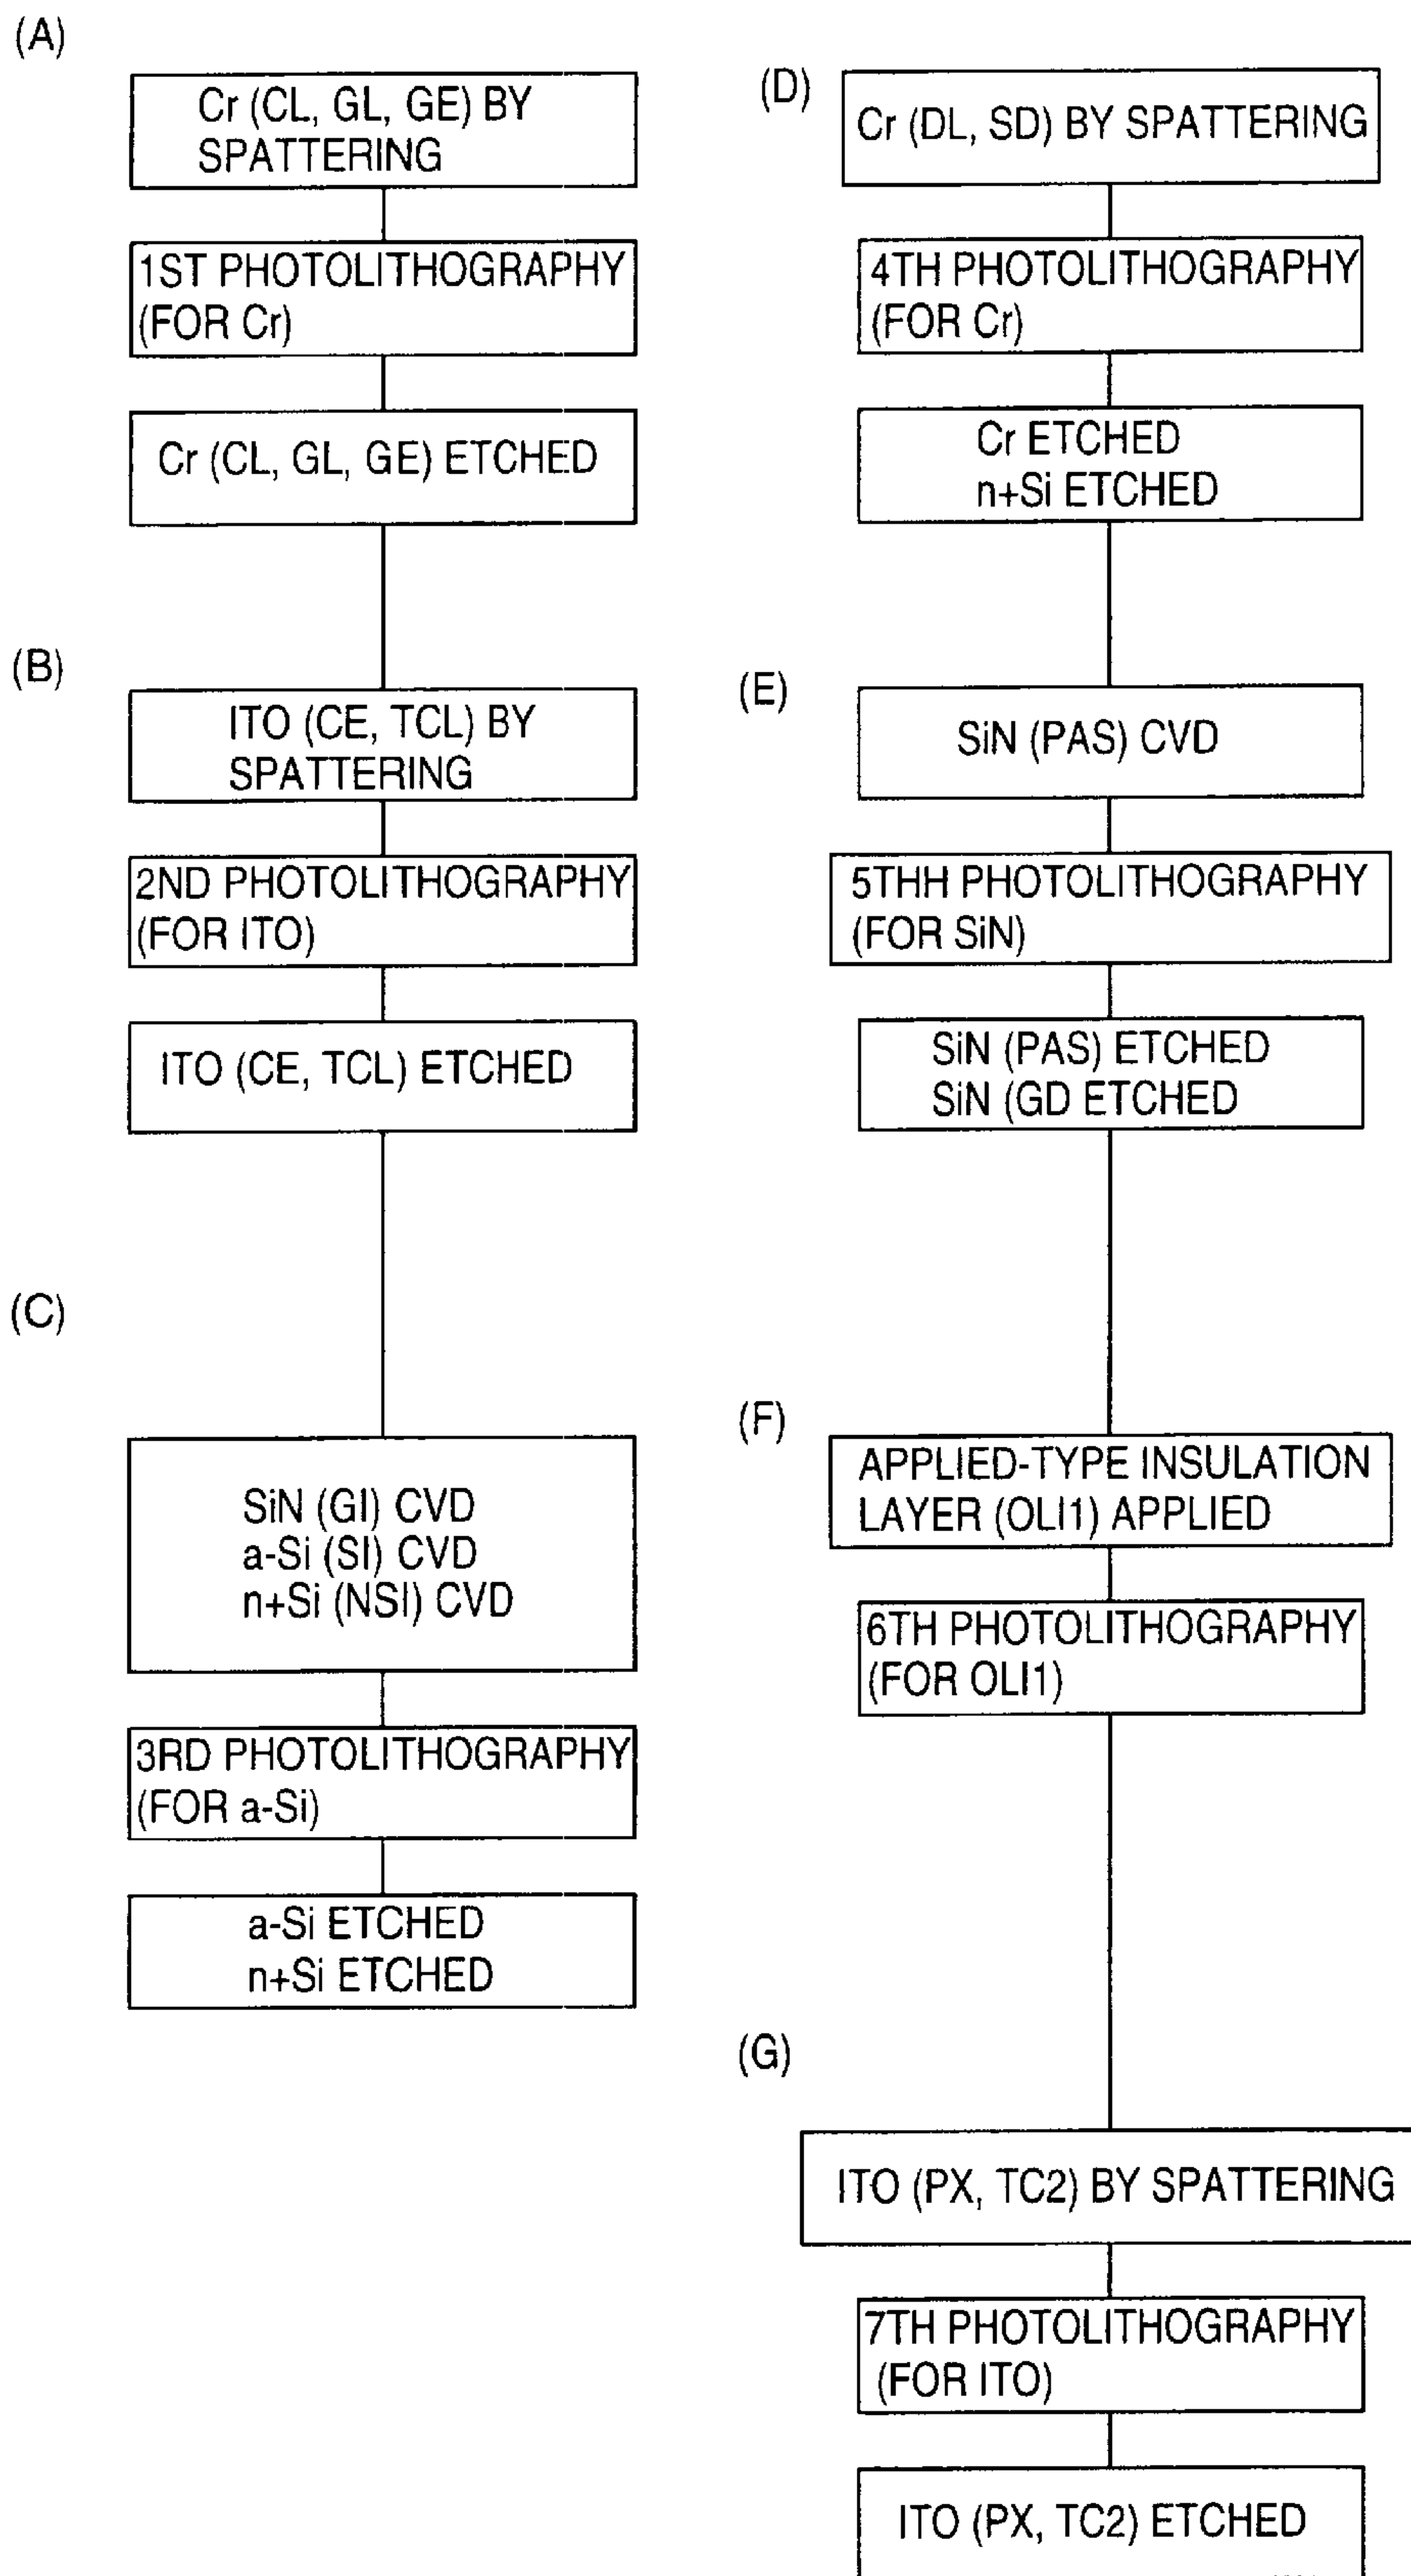 (A)
Cr (CL, GL, GE) BY
SPATTERING
1ST PHOTOLITHOGRAPHY
(FOR Cr)
Cr (CL, GL, GE) ETCHED
(B)
ITO (CE, TCL) BY
SPATTERING
2ND PHOTOLITHOGRAPHY
(FOR ITO)
ITO (CE, TCL) ETCHED
(C)
SiN (GI) CVD
a-Si (SI) CVD
n+Si (NSI) CVD
3RD PHOTOLITHOGRAPHY
(FOR a-Si)
a-Si ETCHED
n+Si ETCHED
(D)
Cr (DL, SD) BY SPATTERING
4TH PHOTOLITHOGRAPHY
(FOR Cr)
Cr ETCHED
n+Si ETCHED
(E)
SiN (PAS) CVD
5THH PHOTOLITHOGRAPHY
(FOR SiN)
SiN (PAS) ETCHED
SiN (GD ETCHED
(F)
APPLIED-TYPE INSULATION
LAYER (OLI1) APPLIED
6TH PHOTOLITHOGRAPHY
(FOR OLI1)
(G)
ITO (PX, TC2) BY SPATTERING
7TH PHOTOLITHOGRAPHY
(FOR ITO)
ITO (PX, TC2) ETCHED